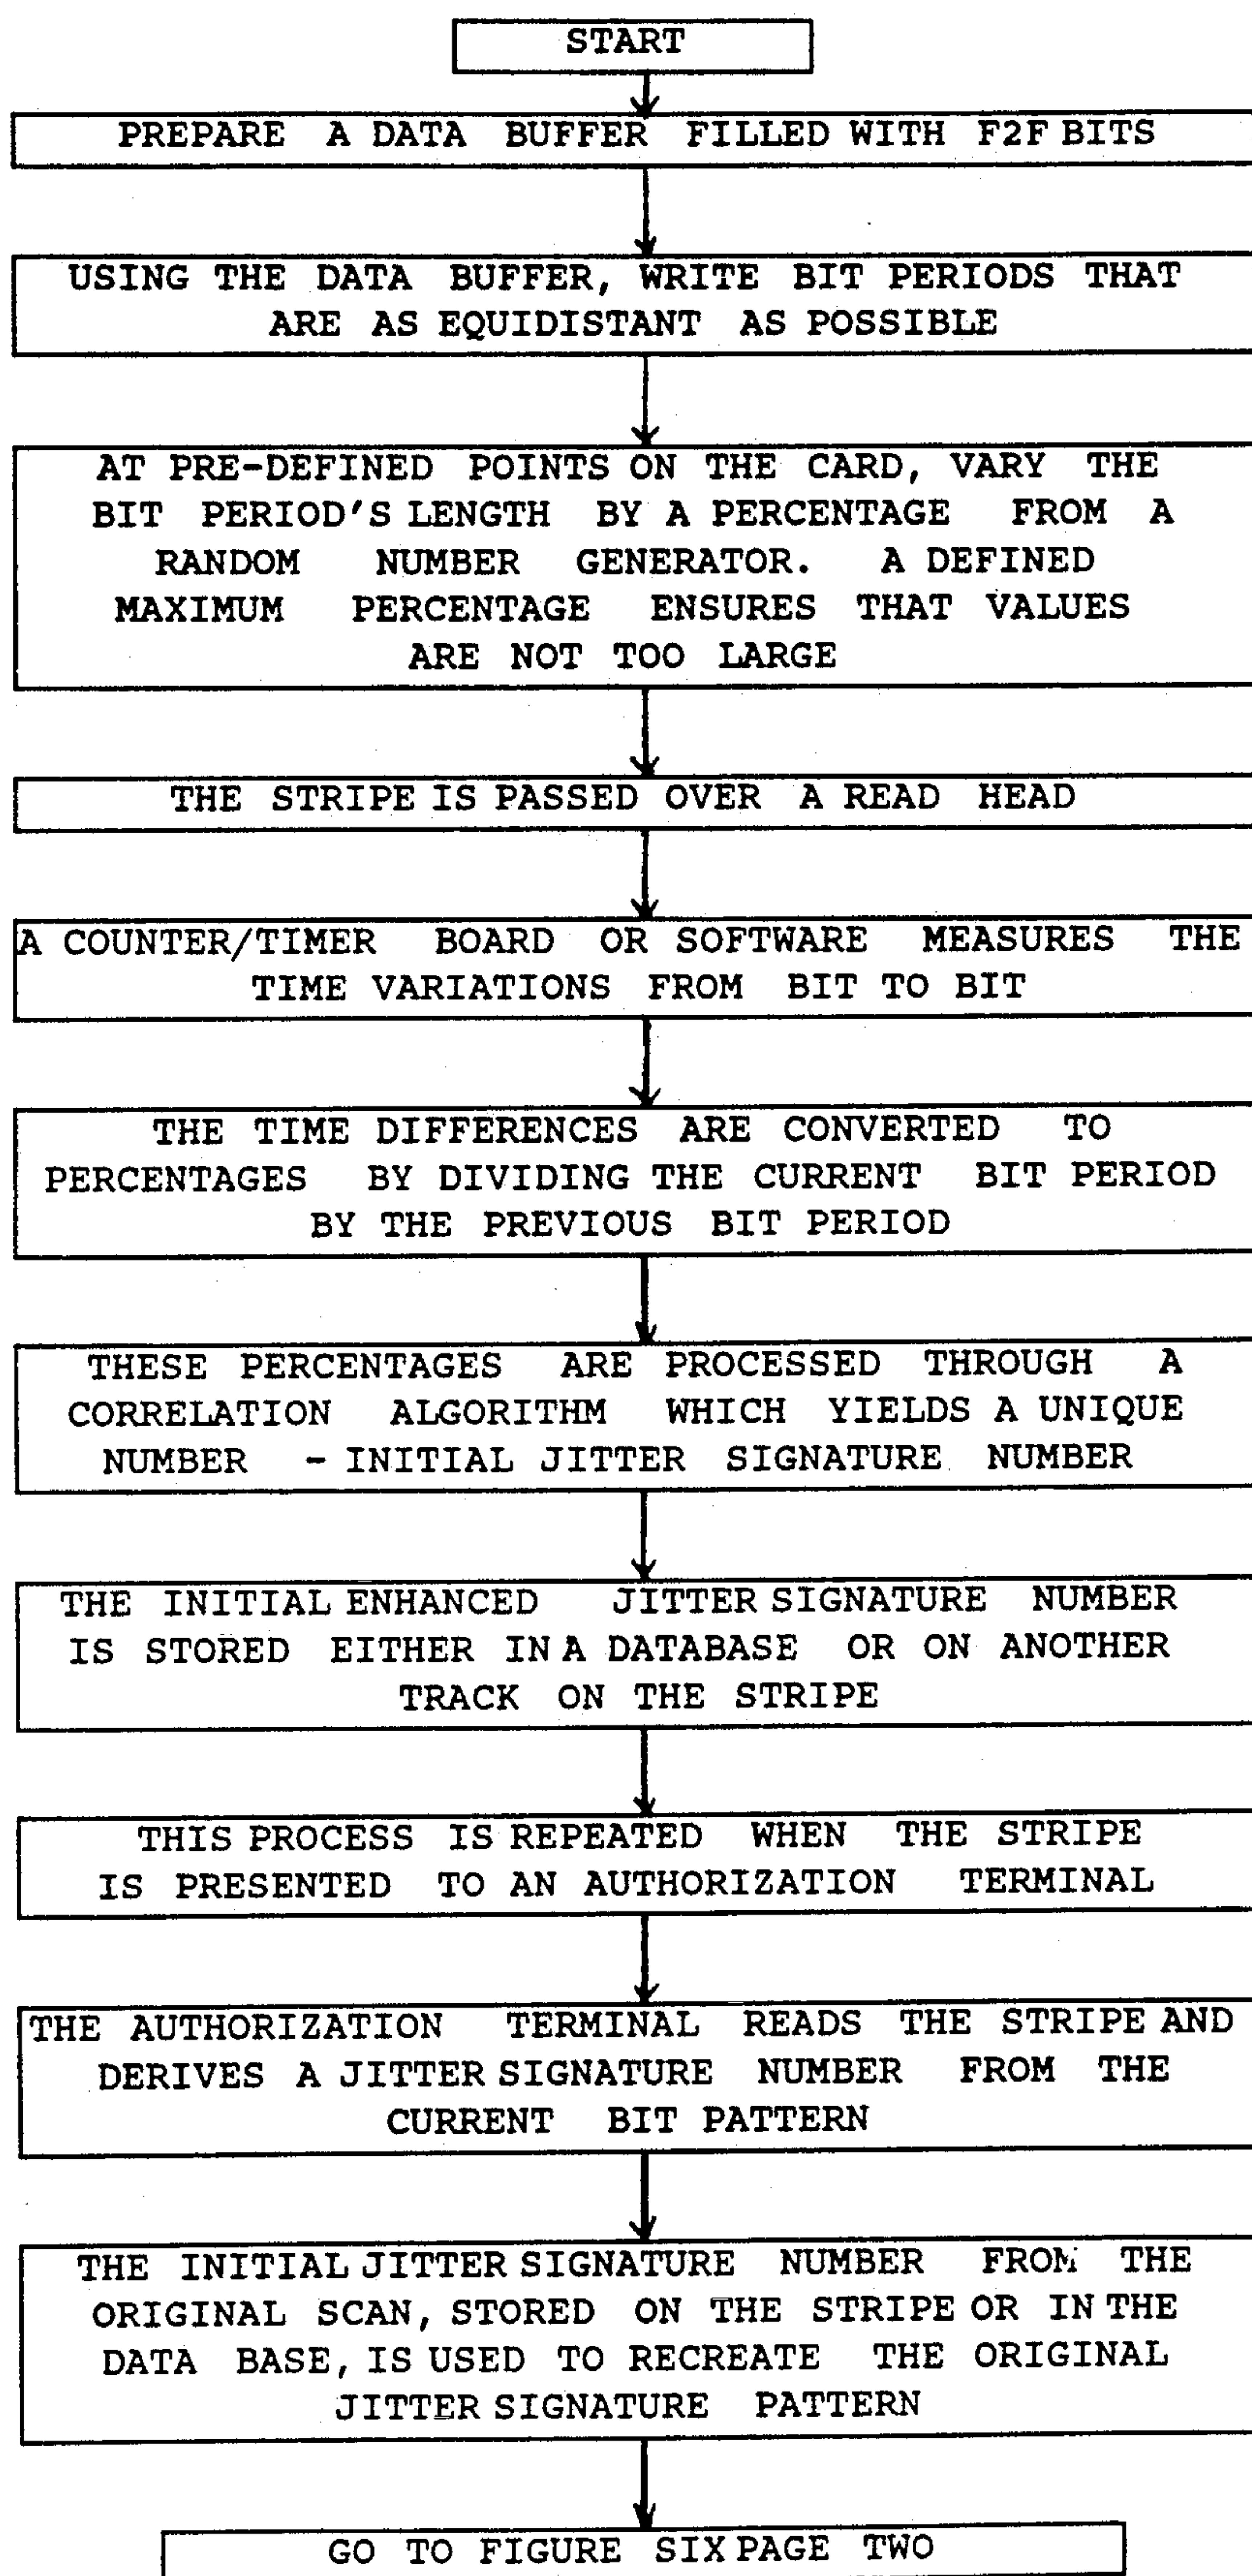 START
PREPARE A DATA BUFFER FILLED WITH F2F BITS
USING THE DATA BUFFER, WRITE BIT PERIODS THAT
ARE AS EQUIDISTANT AS POSSIBLE
AT PRE-DEFINED POINTS ON THE CARD, VARY THE
BIT PERIOD'S LENGTH BY A PERCENTAGE FROM A
RANDOM NUMBER GENERATOR. A DEFINED
MAXIMUM PERCENTAGE ENSURES THAT VALUES
ARE NOT TOO LARGE
THE STRIPE IS PASSED OVER A READ HEAD
A COUNTER/TIMER BOARD OR SOFTWARE MEASURES THE
TIME VARIATIONS FROM BIT TO BIT
THE TIME DIFFERENCES ARE CONVERTED TO
PERCENTAGES BY DIVIDING THE CURRENT BIT PERIOD
BY THE PREVIOUS BIT PERIOD
THESE PERCENTAGES ARE PROCESSED THROUGH A
CORRELATION ALGORITHM WHICH YIELDS A UNIQUE
NUMBER - INITIAL JITTER SIGNATURE NUMBER
THE INITIAL ENHANCED JITTER SIGNATURE NUMBER
IS STORED EITHER IN A DATABASE OR ON ANOTHER
TRACK ON THE STRIPE
THIS PROCESS IS REPEATED WHEN THE STRIPE
IS PRESENTED TO AN AUTHORIZATION TERMINAL
THE AUTHORIZATION TERMINAL READS THE STRIPE AND
DERIVES A JITTER SIGNATURE NUMBER FROM THE
CURRENT BIT PATTERN
THE INITIAL JITTER SIGNATURE NUMBER FROM THE
ORIGINAL SCAN, STORED ON THE STRIPE OR IN THE
DATA BASE, IS USED TO RECREATE THE ORIGINAL
JITTER SIGNATURE PATTERN
GO TO FIGURE SIX PAGE TWO